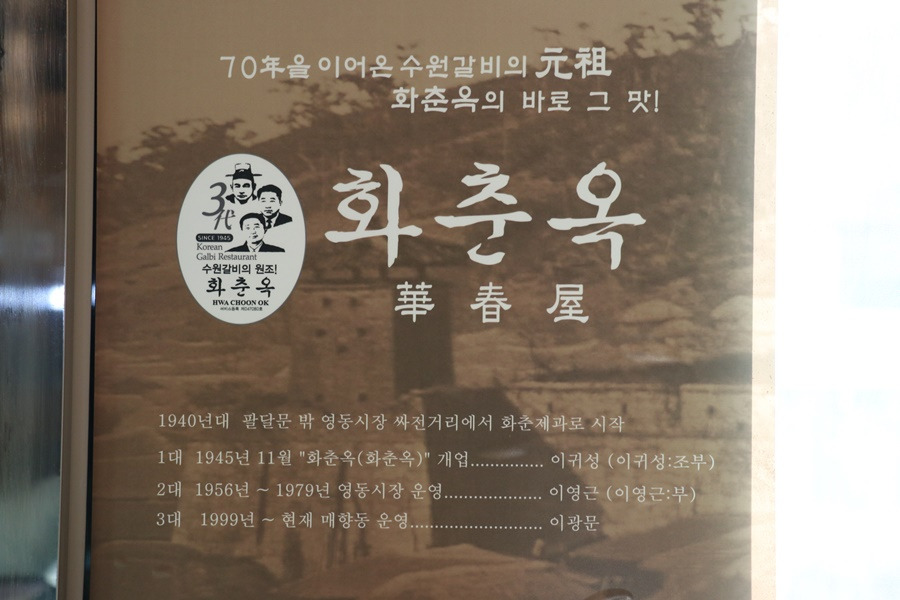 70年을 이어온 수원갈비의 元祖
화춘옥의 바로 그 맛!
3代
SINCE 1945
Korean
Galbi Restaurant
수원갈비의 원조!
화춘옥
HWA CHOON OK
화춘옥
華春屋
1940년대 팔달문 밖 영동시장 싸전거리에서 화춘제과로 시작
1대 1945년 11월 "화춘옥(화춘옥)" 개업................ 이귀성 (이귀성:조부)
2대 1956년 ~ 1979년 영동시장 운영..................... 이영근 (이영근:부)
3대 1999년 ~ 현재 매향동 운영............................ 이광문